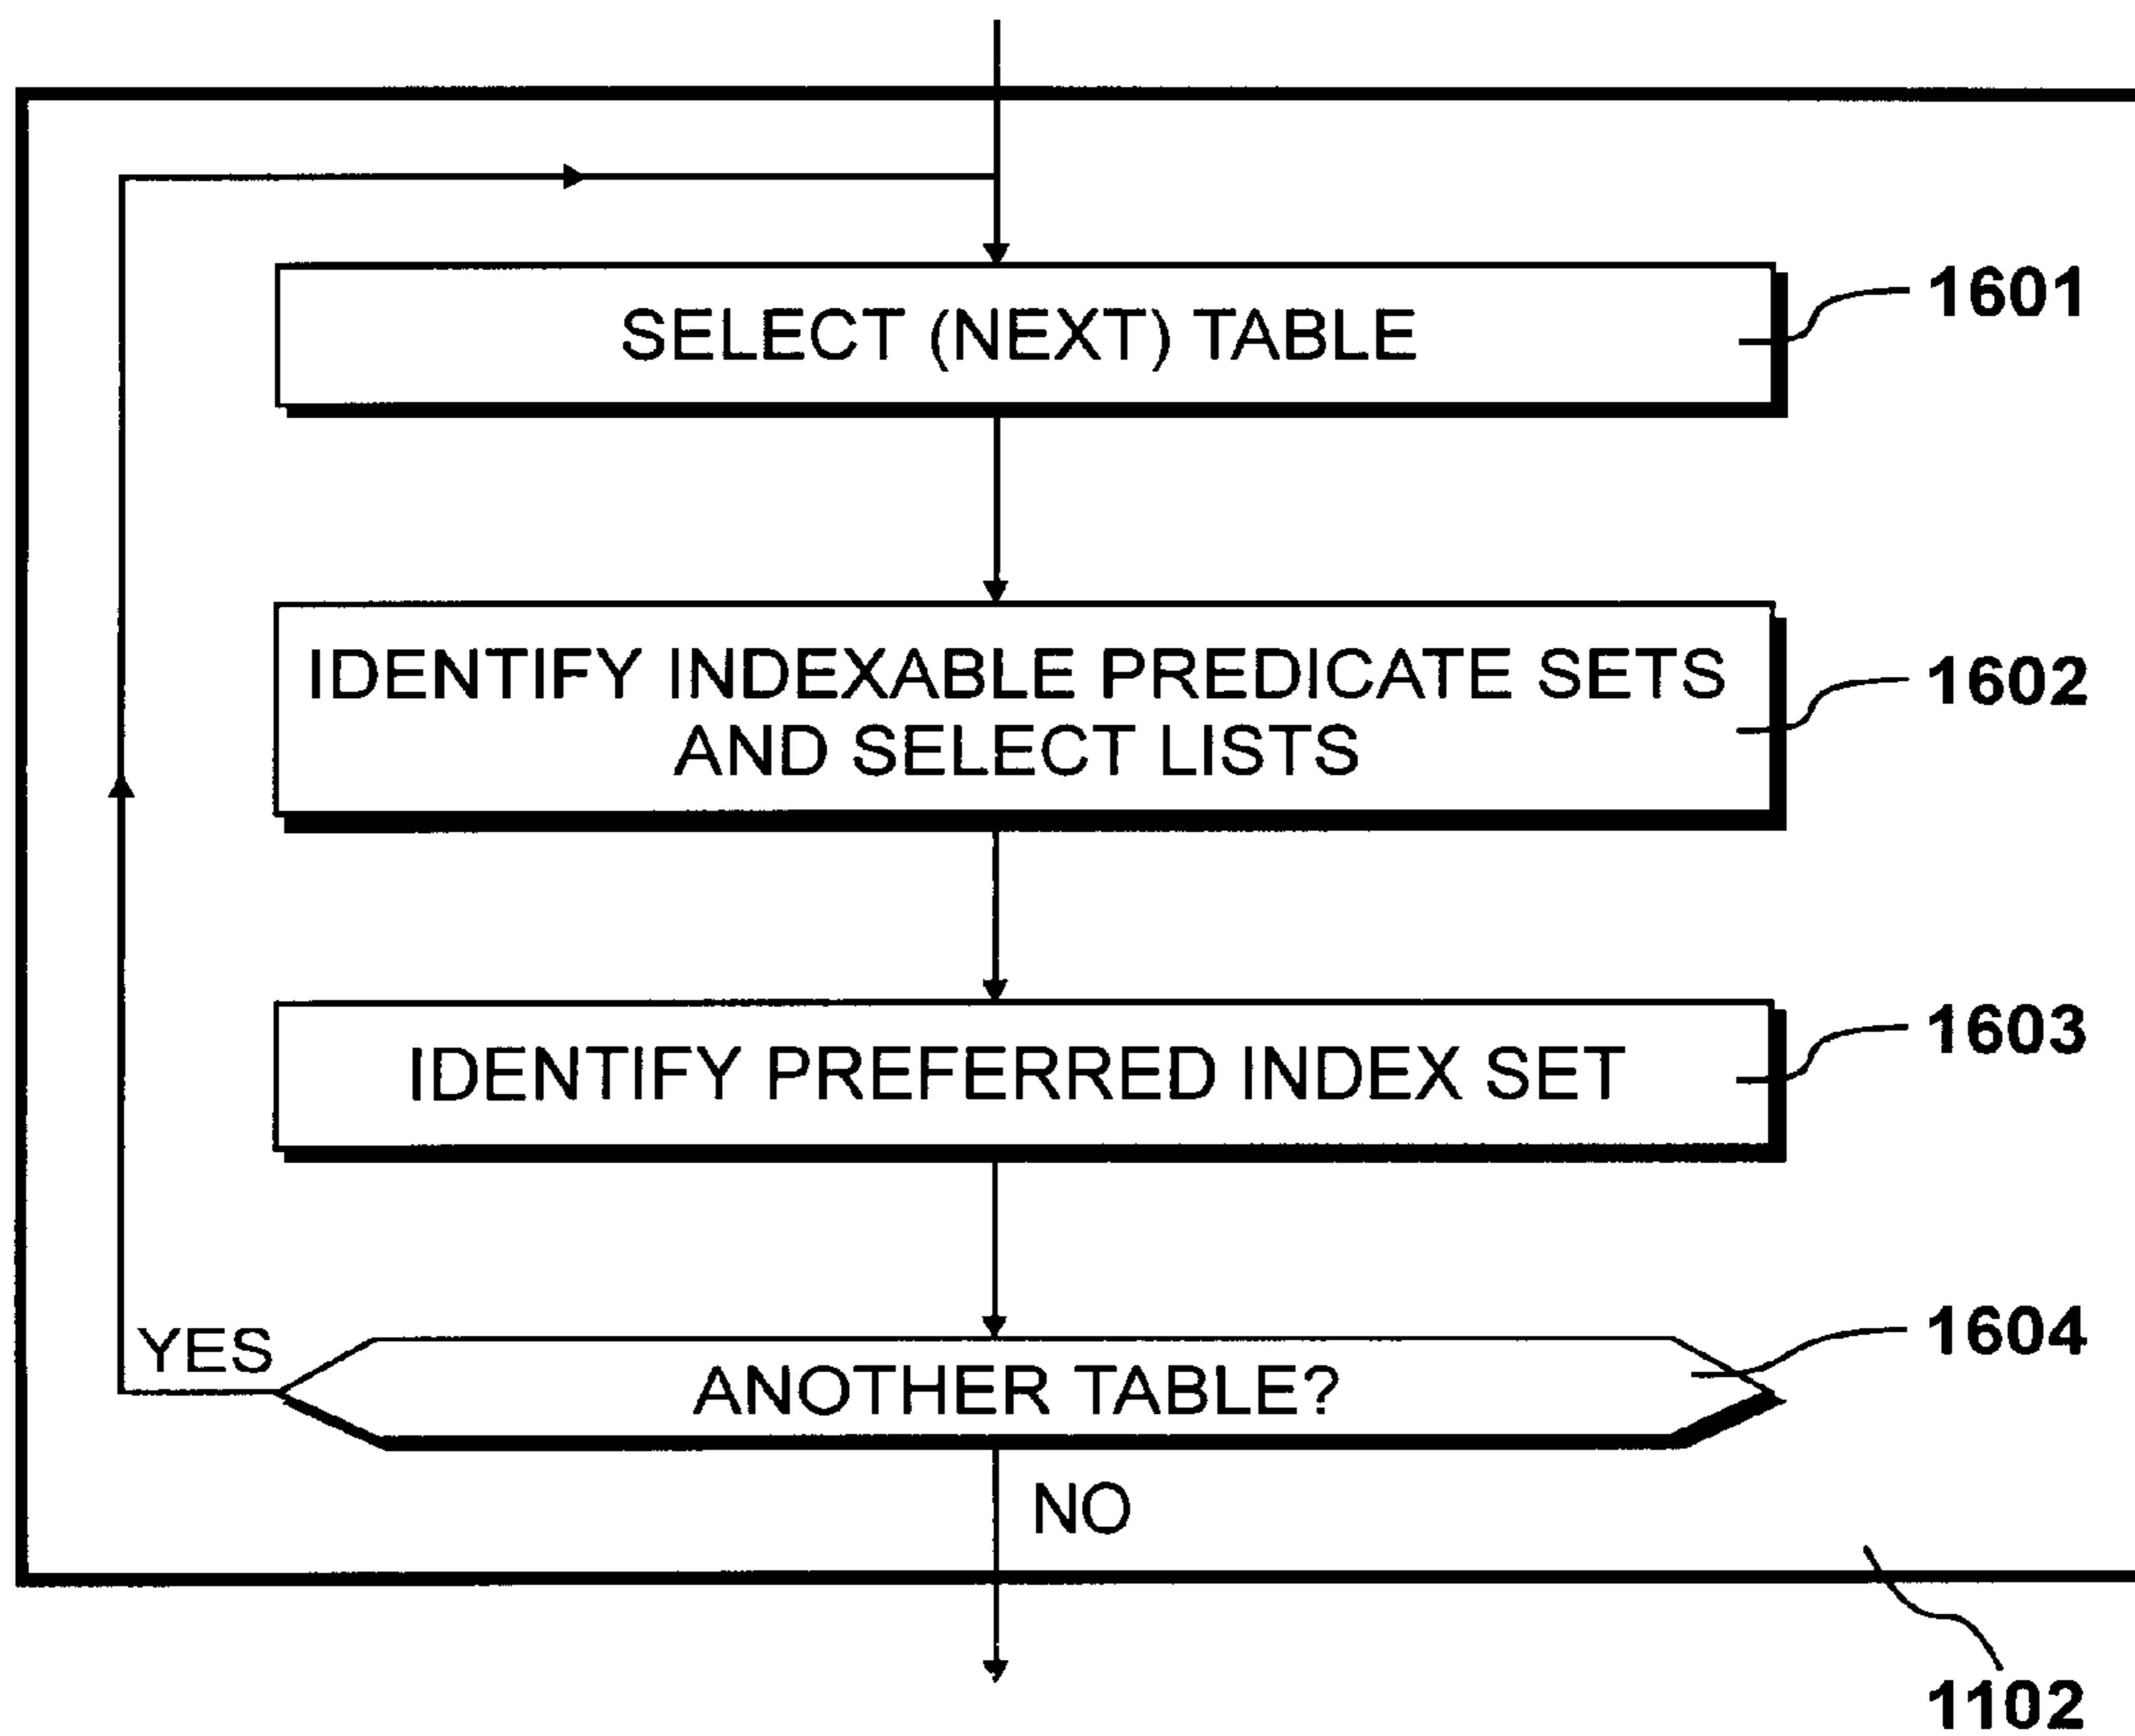 SELECT (NEXT) TABLE
1601
IDENTIFY INDEXABLE PREDICATE SETS
AND SELECT LISTS
1602
IDENTIFY PREFERRED INDEX SET
1603
YES
ANOTHER TABLE?
1604
NO
1102